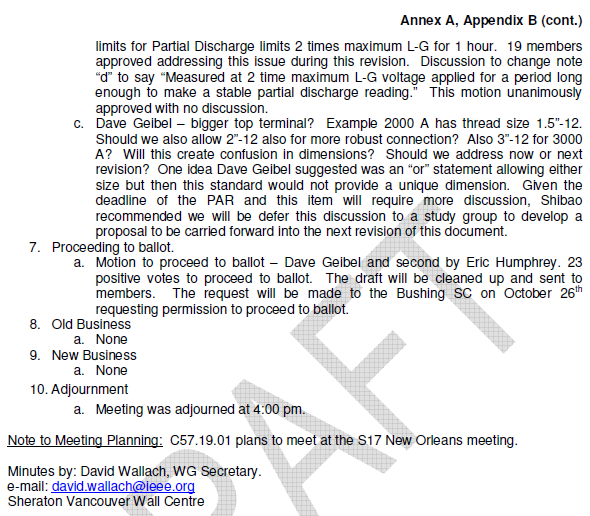 Annex A, Appendix B (cont.)
limits for Partial Discharge limits 2 times maximum L-G for 1 hour. 19 members
approved addressing this issue during this revision. Discussion to change note
“d” to say “Measured at 2 time maximum L-G voltage applied for a period long
enough to make a stable partial discharge reading.” This motion unanimously
approved with no discussion.
c. Dave Geibel – bigger top terminal? Example 2000 A has thread size 1.5”-12.
Should we also allow 2”-12 also for more robust connection? Also 3”-12 for 3000
A? Will this create confusion in dimensions? Should we address now or next
revision? One idea Dave Geibel suggested was an “or” statement allowing either
size but then this standard would not provide a unique dimension. Given the
deadline of the PAR and this item will require more discussion, Shibao
recommended we will be defer this discussion to a study group to develop a
proposal to be carried forward into the next revision of this document.
7. Proceeding to ballot.
a. Motion to proceed to ballot – Dave Geibel and second by Eric Humphrey. 23
positive votes to proceed to ballot. The draft will be cleaned up and sent to
members. The request will be made to the Bushing SC on October 26th
requesting permission to proceed to ballot.
8. Old Business
a. None
9. New Business
a. None
10. Adjournment
a. Meeting was adjourned at 4:00 pm.
Note to Meeting Planning: C57.19.01 plans to meet at the S17 New Orleans meeting.
Minutes by: David Wallach, WG Secretary.
e-mail: david.wallach@ieee.org
Sheraton Vancouver Wall Centre
DRAFT